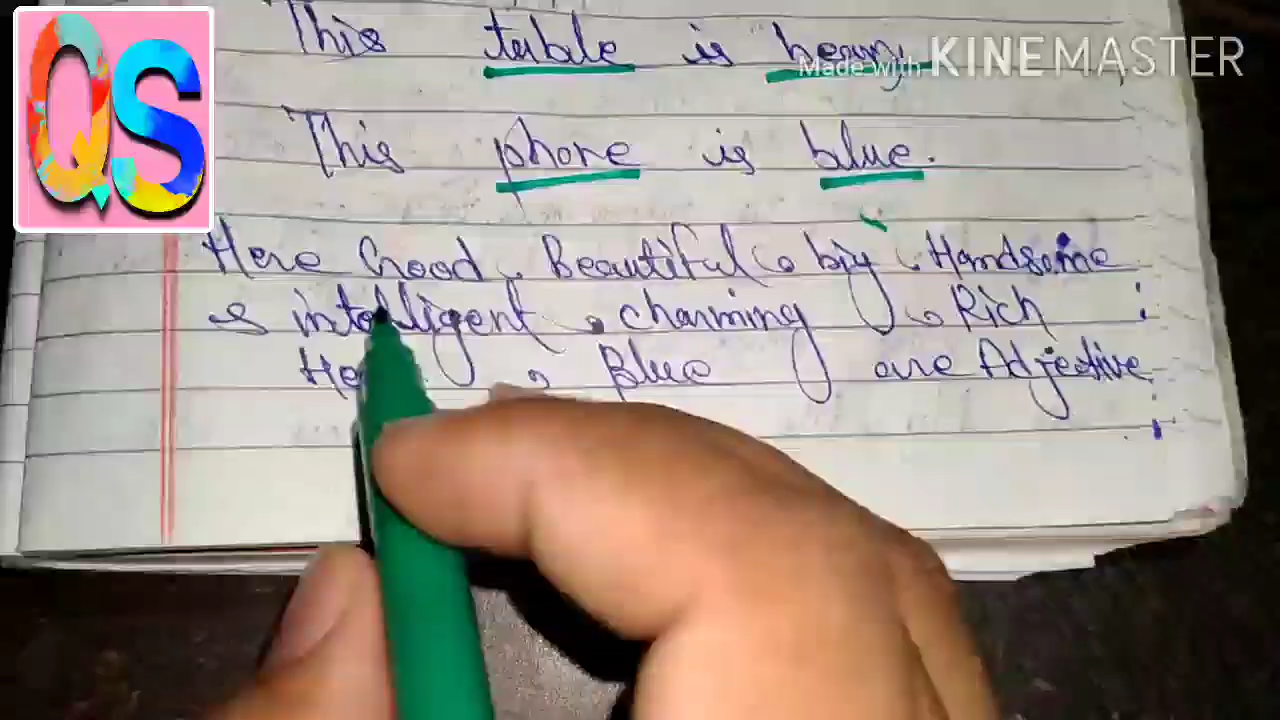 QS
This table is heavy
Made with KINEMASTER
This phone is blue.
Here Good, Beautiful, big, Handsome
, intelligent, charming, Rich
, Blue are Adjective